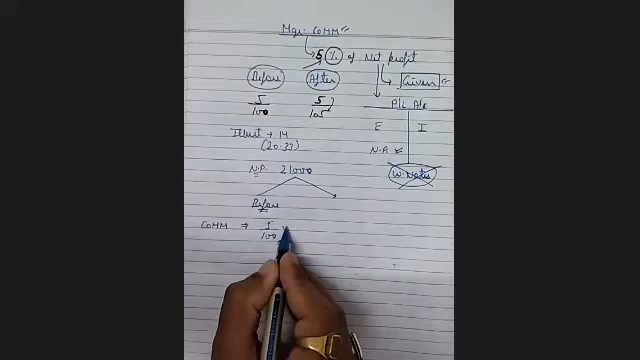 Mgr. COMM
5 % of Net profit
Before After Given
5/100 5/105 P/L A/c
E I
Illust → 14
(20.27)
N.P.
N.P. 21000 W. Notes
Before
COMM ⇒ 5/100